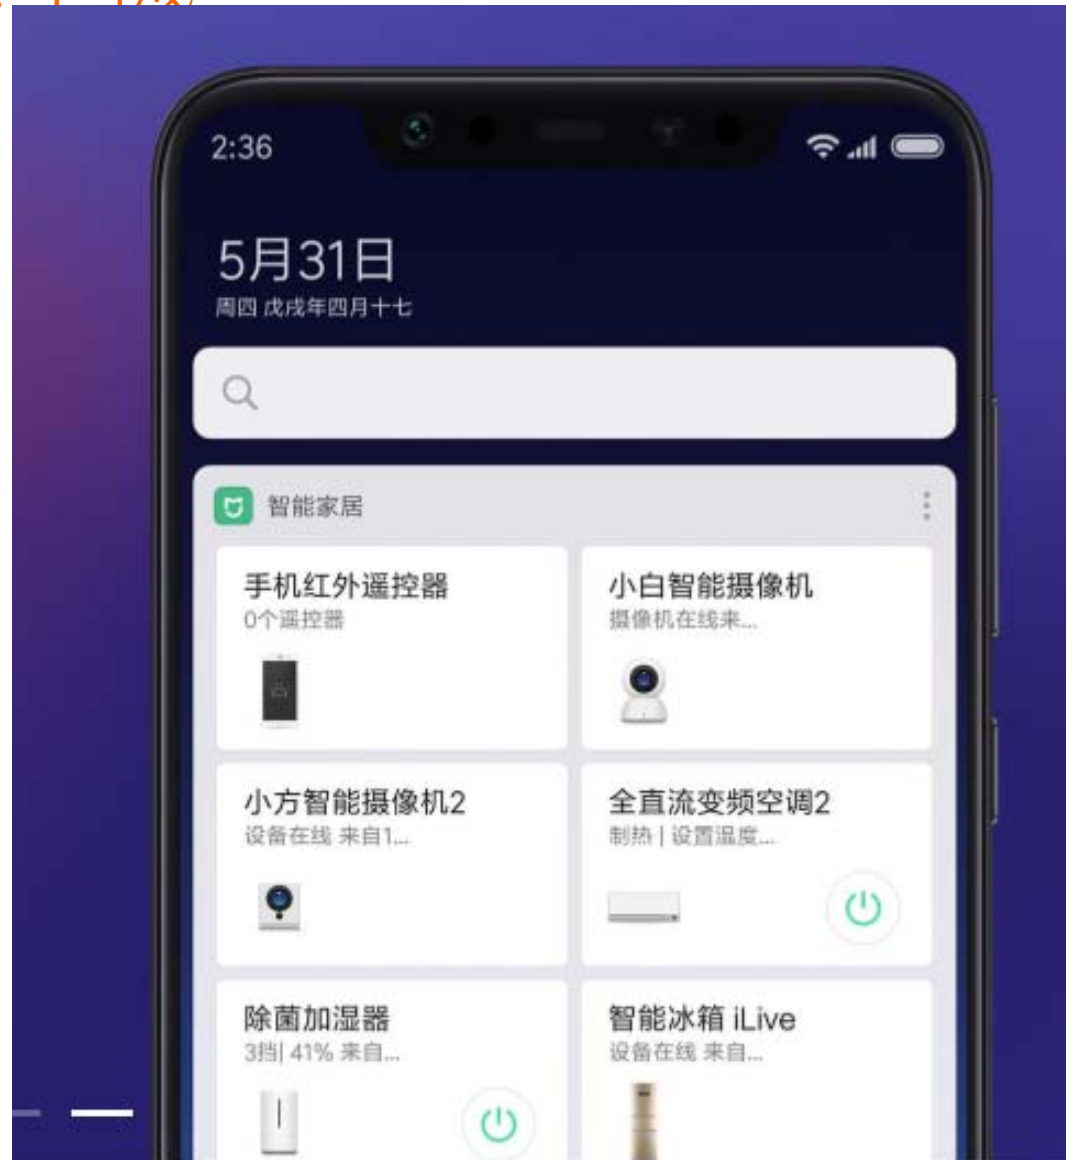 2:36
5月31日
周四 戊戌年四月十七
智能家居
手机红外遥控器
0个遥控器
小白智能摄像机
摄像机在线来...
小方智能摄像机2
设备在线 来自1...
全直流变频空调2
制热 | 设置温度...
除菌加湿器
3挡| 41% 来自...
智能冰箱 iLive
设备在线 来自...